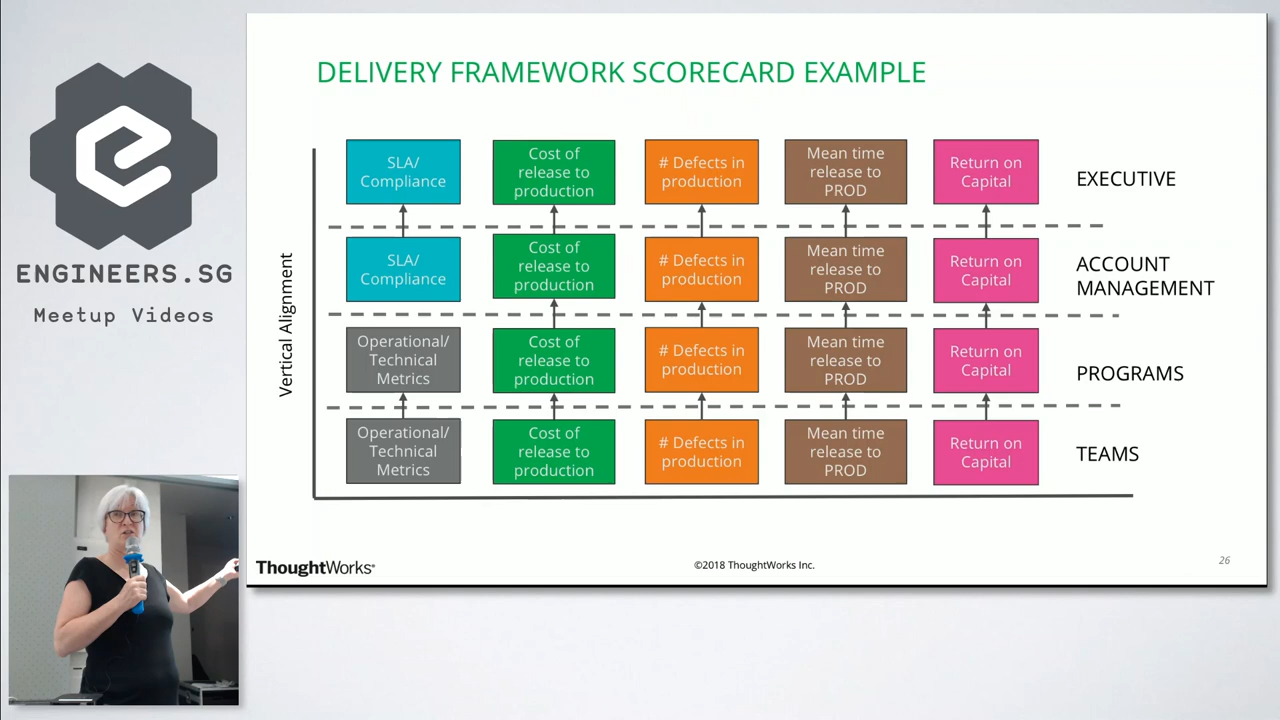 ENGINEERS.SG
Meetup Videos
DELIVERY FRAMEWORK SCORECARD EXAMPLE
Vertical Alignment
SLA/
Compliance
Cost of
release to
production
# Defects in
production
Mean time
release to
PROD
Return on
Capital
EXECUTIVE
SLA/
Compliance
Cost of
release to
production
# Defects in
production
Mean time
release to
PROD
Return on
Capital
ACCOUNT
MANAGEMENT
Operational/
Technical
Metrics
Cost of
release to
production
# Defects in
production
Mean time
release to
PROD
Return on
Capital
PROGRAMS
Operational/
Technical
Metrics
Cost of
release to
production
# Defects in
production
Mean time
release to
PROD
Return on
Capital
TEAMS
ThoughtWorks®
©2018 ThoughtWorks Inc.
26